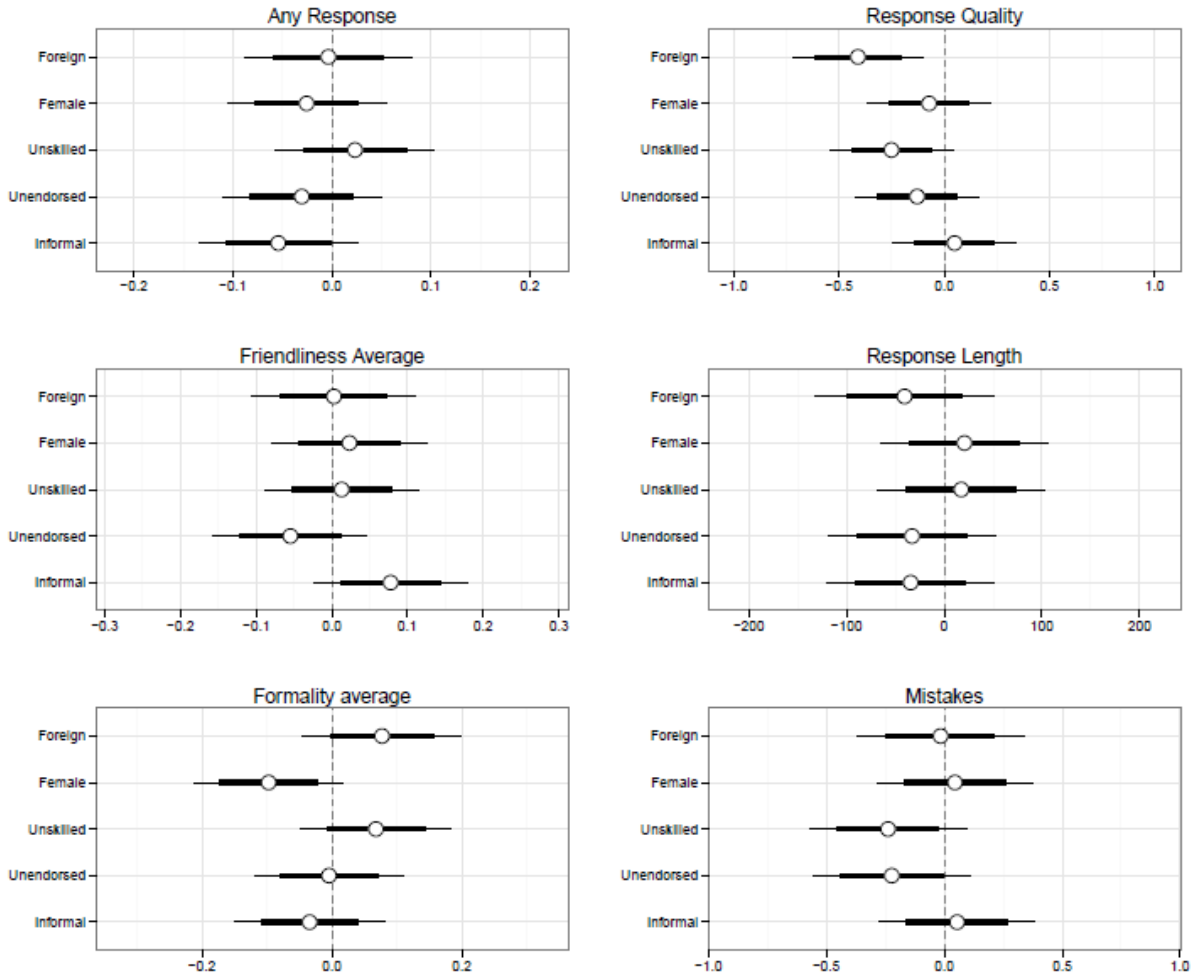 Any Response
Foreign
Female
Unskilled
Unendorsed
Informal
−0.2 −0.1 0.0 0.1 0.2
Response Quality
Foreign
Female
Unskilled
Unendorsed
Informal
−1.0 −0.5 0.0 0.5 1.0
Friendliness Average
Foreign
Female
Unskilled
Unendorsed
Informal
−0.3 −0.2 −0.1 0.0 0.1 0.2 0.3
Response Length
Foreign
Female
Unskilled
Unendorsed
Informal
−200 −100 0 100 200
Formality average
Foreign
Female
Unskilled
Unendorsed
Informal
−0.2 0.0 0.2
Mistakes
Foreign
Female
Unskilled
Unendorsed
Informal
−1.0 −0.5 0.0 0.5 1.0